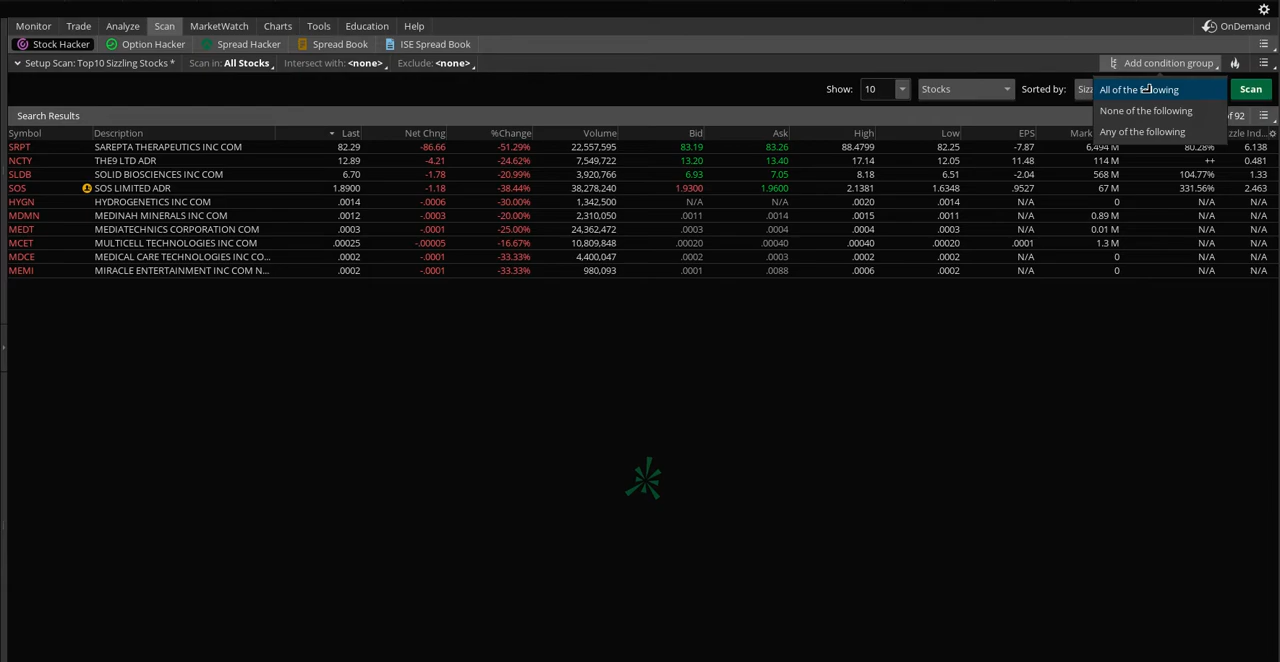 Monitor Trade Analyze Scan MarketWatch Charts Tools Education Help OnDemand
Stock Hacker Option Hacker Spread Hacker Spread Book ISE Spread Book
Setup Scan: Top10 Sizzling Stocks * Scan in: All Stocks Intersect with: <none> Exclude: <none> Add condition group
Show: 10 Stocks Sorted by: All of the following Scan
None of the following
Search Results of 92
Any of the following
Symbol Description Last Net Chng %Change Volume Bid Ask High Low EPS Ind...
SRPT SAREPTA THERAPEUTICS INC COM 82.29 -86.66 -51.29% 22,557,595 83.19 83.26 88.4799 82.25 -7.87 6,494 M 80.28% 6.138
NCTY THE9 LTD ADR 12.89 -4.21 -24.62% 7,549,722 13.20 13.40 17.14 12.05 11.48 114 M ++ 0.481
SLDB SOLID BIOSCIENCES INC COM 6.70 -1.78 -20.99% 3,920,766 6.93 7.05 8.18 6.51 -2.04 568 M 104.77% 1.33
SOS SOS LIMITED ADR 1.8900 -1.18 -38.44% 38,278,240 1.9300 1.9600 2.1381 1.6348 .9527 67 M 331.56% 2.463
HYGN HYDROGENETICS INC COM .0014 -.0006 -30.00% 1,342,500 N/A N/A .0020 .0014 N/A 0 N/A N/A
MDMN MEDINAH MINERALS INC COM .0012 -.0003 -20.00% 2,310,050 .0011 .0014 .0015 .0011 N/A 0.89 M N/A N/A
MEDT MEDIATECHNICS CORPORATION COM .0003 -.0001 -25.00% 24,362,472 .0003 .0004 .0004 .0003 N/A 0.01 M N/A N/A
MCET MULTICELL TECHNOLOGIES INC COM .00025 -.00005 -16.67% 10,809,848 .00020 .00040 .00040 .00020 .0001 1.3 M N/A N/A
MDCE MEDICAL CARE TECHNOLOGIES INC CO... .0002 -.0001 -33.33% 4,400,047 .0002 .0003 .0002 .0002 N/A 0 N/A N/A
MEMI MIRACLE ENTERTAINMENT INC COM N... .0002 -.0001 -33.33% 980,093 .0001 .0088 .0006 .0002 N/A 0 N/A N/A